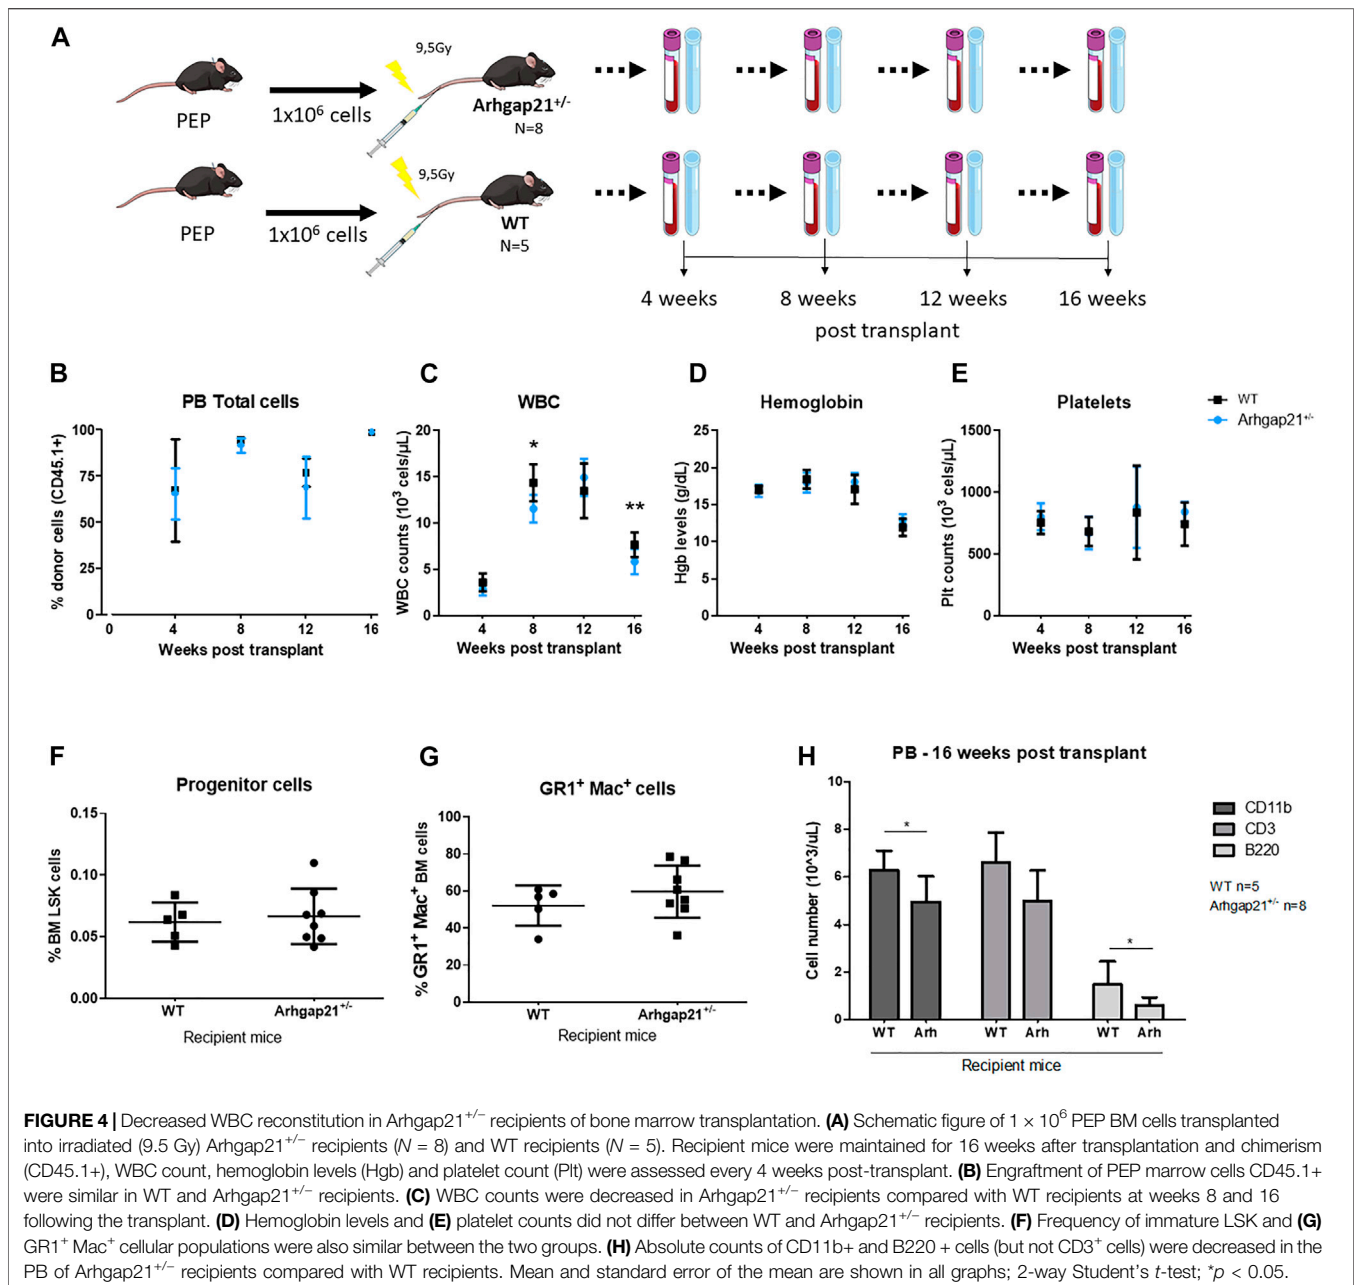 A
9,5Gy
PEP
1x10⁶ cells
Arhgap21⁺/⁻
N=8
9,5Gy
PEP
1x10⁶ cells
WT
N=5
4 weeks 8 weeks 12 weeks 16 weeks
post transplant
B
PB Total cells
% donor cells (CD45.1+)
100
75
50
25
0
0 4 8 12 16
Weeks post transplant
C
WBC
WBC counts (10³ cels/µL)
20
15
10
5
0
*
**
4 8 12 16
Weeks post transplant
D
Hemoglobin
Hgb levels (g/dL)
25
20
15
10
5
0
4 8 12 16
Weeks post transplant
E
Platelets
Plt counts (10³ cels/µL)
1500
1000
500
0
4 8 12 16
Weeks post transplant
WT
Arhgap21⁺/⁻
F
Progenitor cells
% BM LSK cells
0.15
0.10
0.05
0.00
WT Arhgap21⁺/⁻
Recipient mice
G
GR1⁺ Mac⁺ cells
% GR1⁺ Mac⁺ BM cells
100
80
60
40
20
0
WT Arhgap21⁺/⁻
Recipient mice
H
PB - 16 weeks post transplant
Cell number (10^3/uL)
10
8
6
4
2
0
*
*
WT Arh WT Arh WT Arh
Recipient mice
CD11b
CD3
B220
WT n=5
Arhgap21⁺/⁻ n=8
FIGURE 4 | Decreased WBC reconstitution in Arhgap21⁺/⁻ recipients of bone marrow transplantation. (A) Schematic figure of 1 × 10⁶ PEP BM cells transplanted
into irradiated (9.5 Gy) Arhgap21⁺/⁻ recipients (N = 8) and WT recipients (N = 5). Recipient mice were maintained for 16 weeks after transplantation and chimerism
(CD45.1+), WBC count, hemoglobin levels (Hgb) and platelet count (Plt) were assessed every 4 weeks post-transplant. (B) Engraftment of PEP marrow cells CD45.1+
were similar in WT and Arhgap21⁺/⁻ recipients. (C) WBC counts were decreased in Arhgap21⁺/⁻ recipients compared with WT recipients at weeks 8 and 16
following the transplant. (D) Hemoglobin levels and (E) platelet counts did not differ between WT and Arhgap21⁺/⁻ recipients. (F) Frequency of immature LSK and (G)
GR1⁺ Mac⁺ cellular populations were also similar between the two groups. (H) Absolute counts of CD11b+ and B220 + cells (but not CD3⁺ cells) were decreased in the
PB of Arhgap21⁺/⁻ recipients compared with WT recipients. Mean and standard error of the mean are shown in all graphs; 2-way Student's t-test; *p < 0.05.